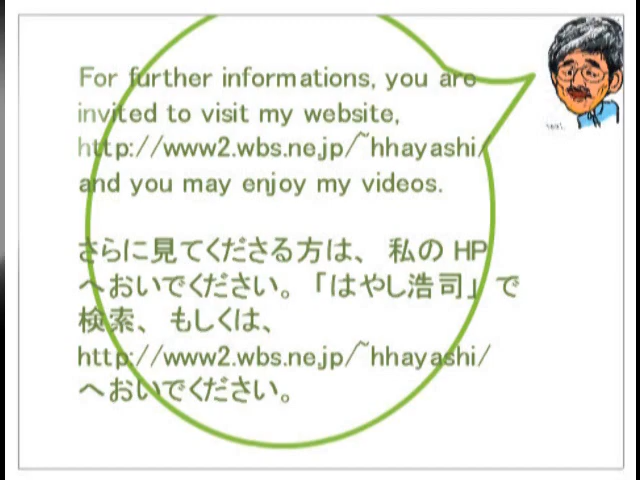 For further informations, you are
invited to visit my website,
http://www2.wbs.ne.jp/~hhayashi/
and you may enjoy my videos.
さらに見てくださる方は、私の HP
へおいでください。「はやし浩司」で
検索、もしくは、
http://www2.wbs.ne.jp/~hhayashi/
へおいでください。